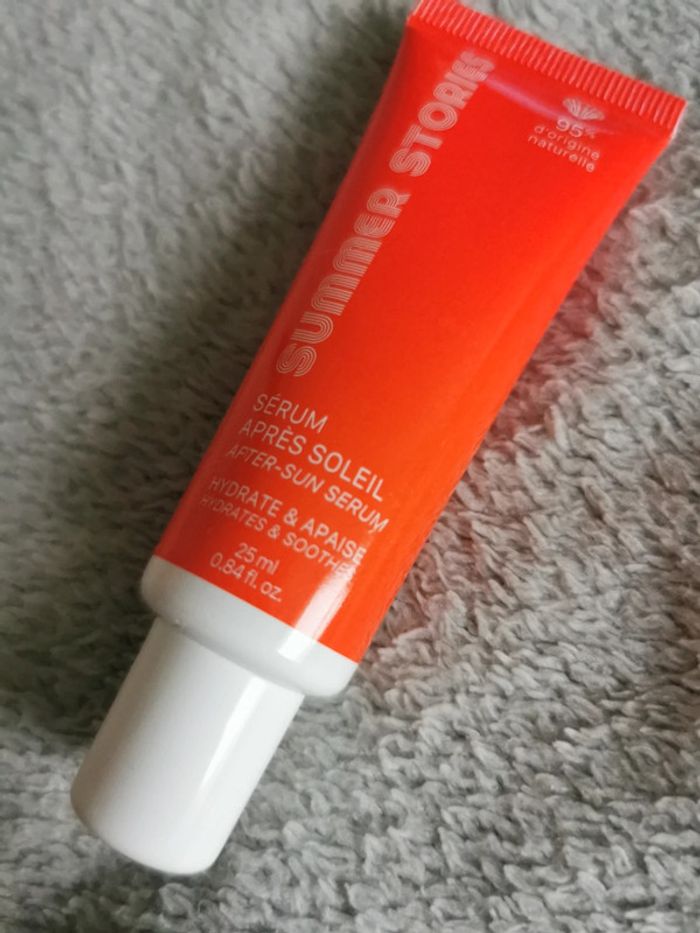 SUMMER STORIES
95%
d'origine
naturelle
SÉRUM
APRÈS SOLEIL
AFTER-SUN SERUM
HYDRATE & APAISE
HYDRATES & SOOTHES
25 ml
0.84 fl. oz.